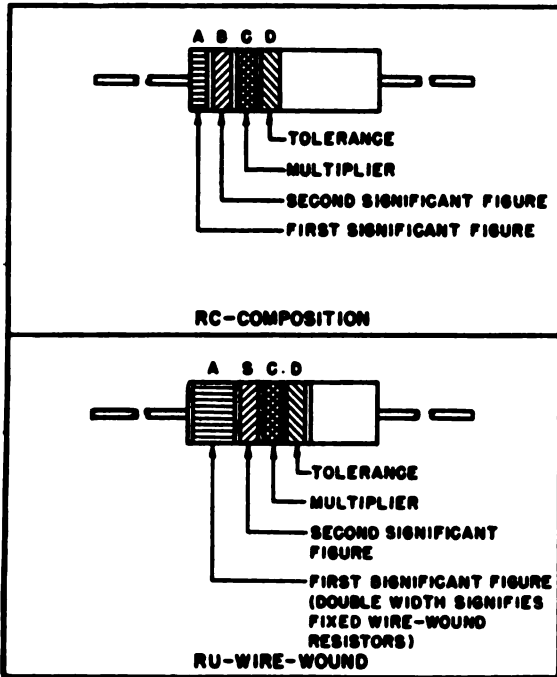 A B C D
TOLERANCE
MULTIPLIER
SECOND SIGNIFICANT FIGURE
FIRST SIGNIFICANT FIGURE
RC-COMPOSITION
A S C . D
TOLERANCE
MULTIPLIER
SECOND SIGNIFICANT
FIGURE
FIRST SIGNIFICANT FIGURE
(DOUBLE WIDTH SIGNIFIES
FIXED WIRE-WOUND
RESISTORS)
RU-WIRE-WOUND